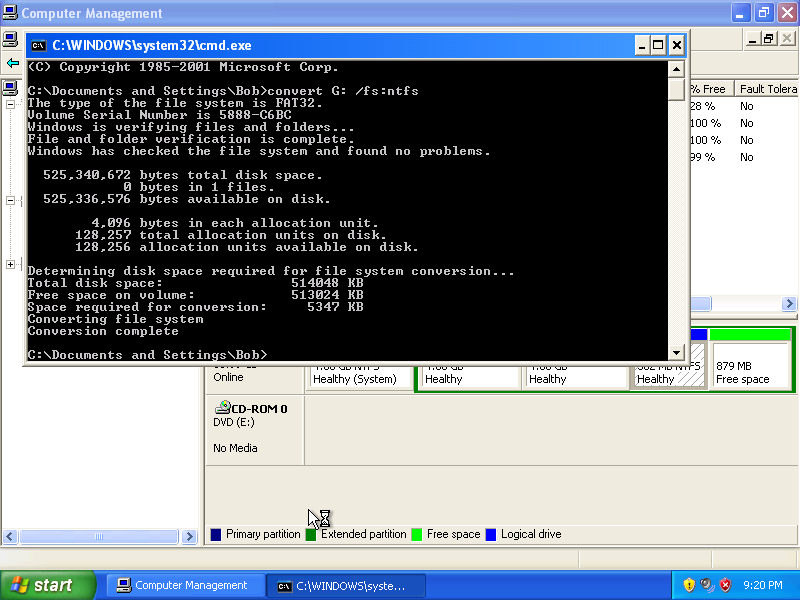 Computer Management
C:\WINDOWS\system32\cmd.exe
(C) Copyright 1985-2001 Microsoft Corp.
C:\Documents and Settings\Bob>convert G: /fs:ntfs
The type of the file system is FAT32.
Volume Serial Number is 5888-C6BC
Windows is verifying files and folders...
File and folder verification is complete.
Windows has checked the file system and found no problems.
525,340,672 bytes total disk space.
0 bytes in 1 files.
525,336,576 bytes available on disk.
4,096 bytes in each allocation unit.
128,257 total allocation units on disk.
128,256 allocation units available on disk.
Determining disk space required for file system conversion...
Total disk space: 514048 KB
Free space on volume: 513024 KB
Space required for conversion: 5347 KB
Converting file system
Conversion complete
C:\Documents and Settings\Bob>
% Free Fault Tolera
28 % No
100 % No
100 % No
99 % No
Online
Healthy (System)
Healthy
Healthy
Healthy
879 MB
Free space
CD-ROM 0
DVD (E:)
No Media
Primary partition Extended partition Free space Logical drive
start Computer Management C:\WINDOWS\syste... 9:20 PM